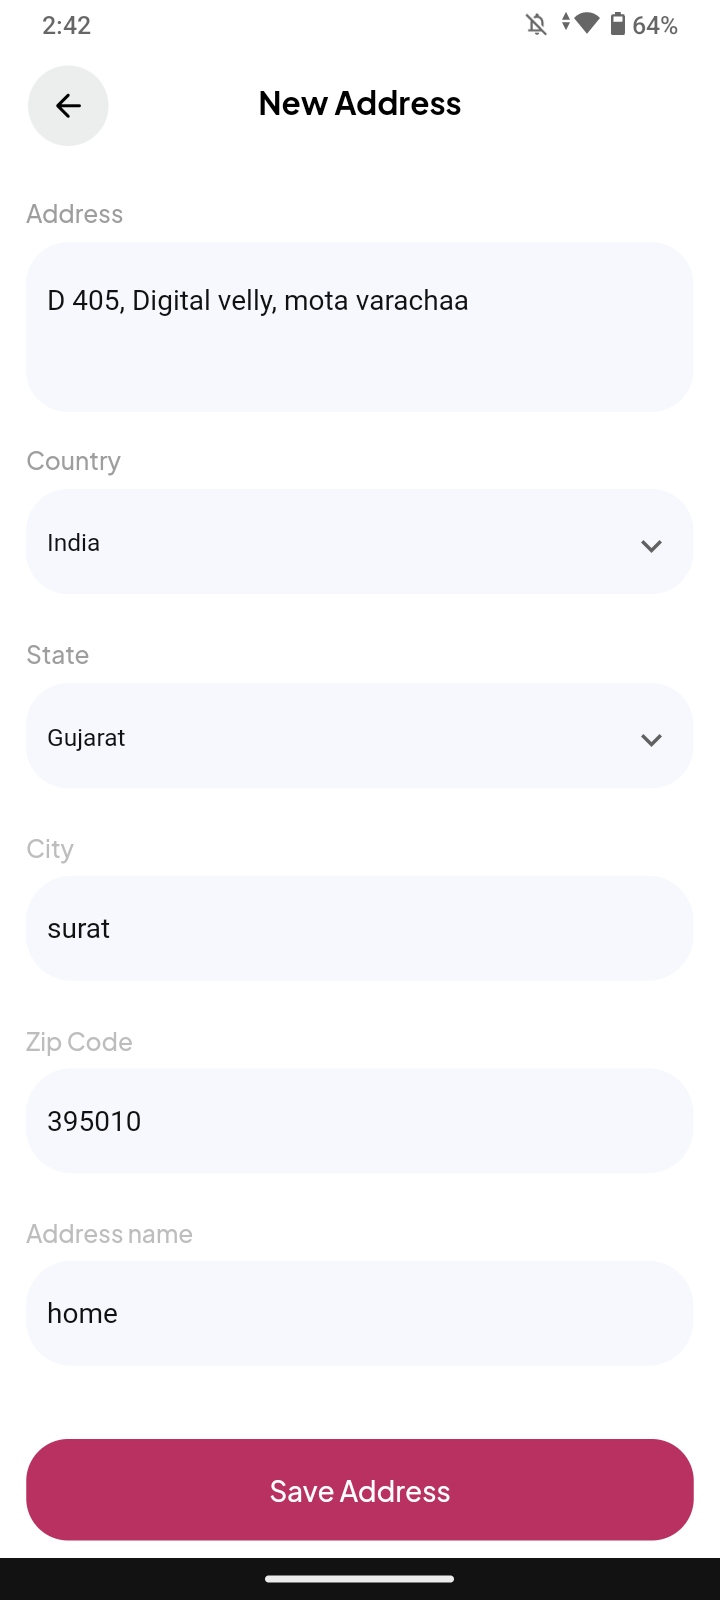 2:42
64%
New Address
Address
D 405, Digital velly, mota varachaa
Country
India
State
Gujarat
City
surat
Zip Code
395010
Address name
home
Save Address